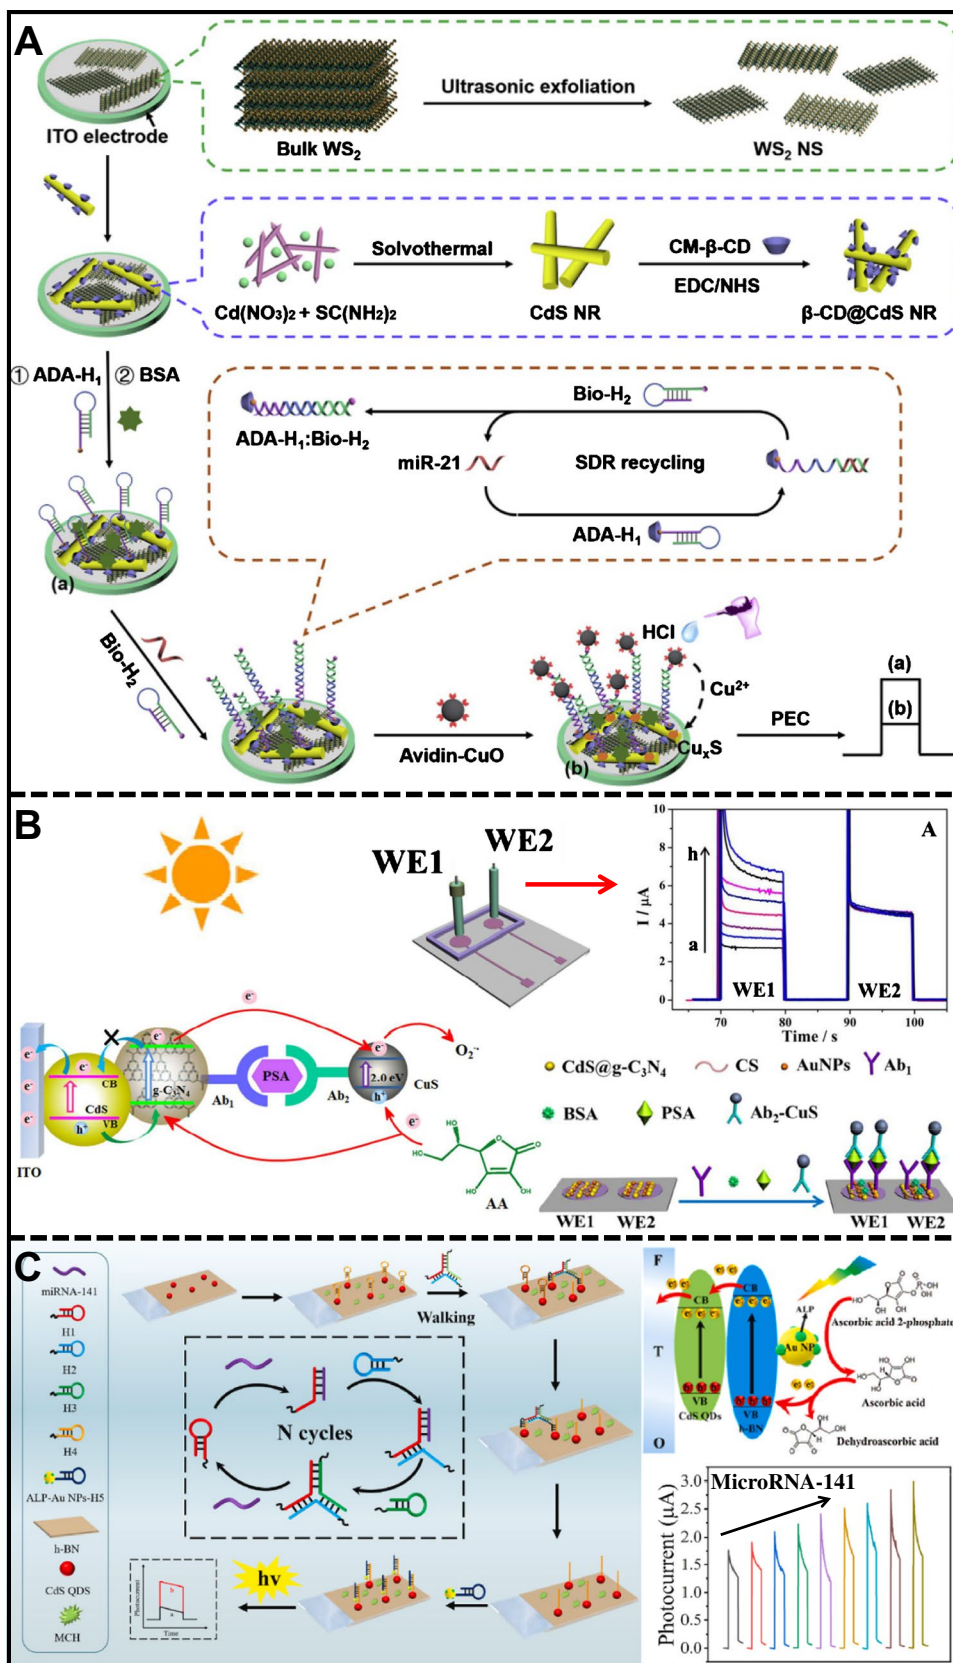 A
ITO electrode
Bulk WS2
Ultrasonic exfoliation
WS2 NS
Cd(NO3)2 + SC(NH2)2
Solvothermal
CdS NR
CM-β-CD
EDC/NHS
β-CD@CdS NR
① ADA-H1 ② BSA
(a)
Bio-H2
ADA-H1:Bio-H2
miR-21
SDR recycling
ADA-H1
Bio-H2
Avidin-CuO
HCl
Cu2+
CuxS
(b)
PEC
(a)
(b)
B
WE1
WE2
A
10
8
6
4
2
0
I / μA
h
a
WE1
WE2
70
80
90
100
Time / s
e-
e-
e-
e-
e-
CB
CdS
h+
VB
ITO
e-
g-C3N4
e-
Ab1
PSA
Ab2
e-
2.0 eV
h+
CuS
O2·-
e-
HO
HO
O
O
HO
OH
AA
CdS@g-C3N4
CS
AuNPs
Ab1
BSA
PSA
Ab2-CuS
WE1
WE2
WE1
WE2
C
miRNA-141
H1
H2
H3
H4
ALP-Au NPs-H5
h-BN
CdS QDS
MCH
Walking
N cycles
hv
Photocurrent
b
a
Time
F
T
O
CB
VB
CdS QDs
CB
VB
h-BN
ALP
Au NP
Ascorbic acid 2-phosphate
Ascorbic acid
Dehydroascorbic acid
MicroRNA-141
Photocurrent (μA)
3.0
2.5
2.0
1.5
1.0
0.5
0.0